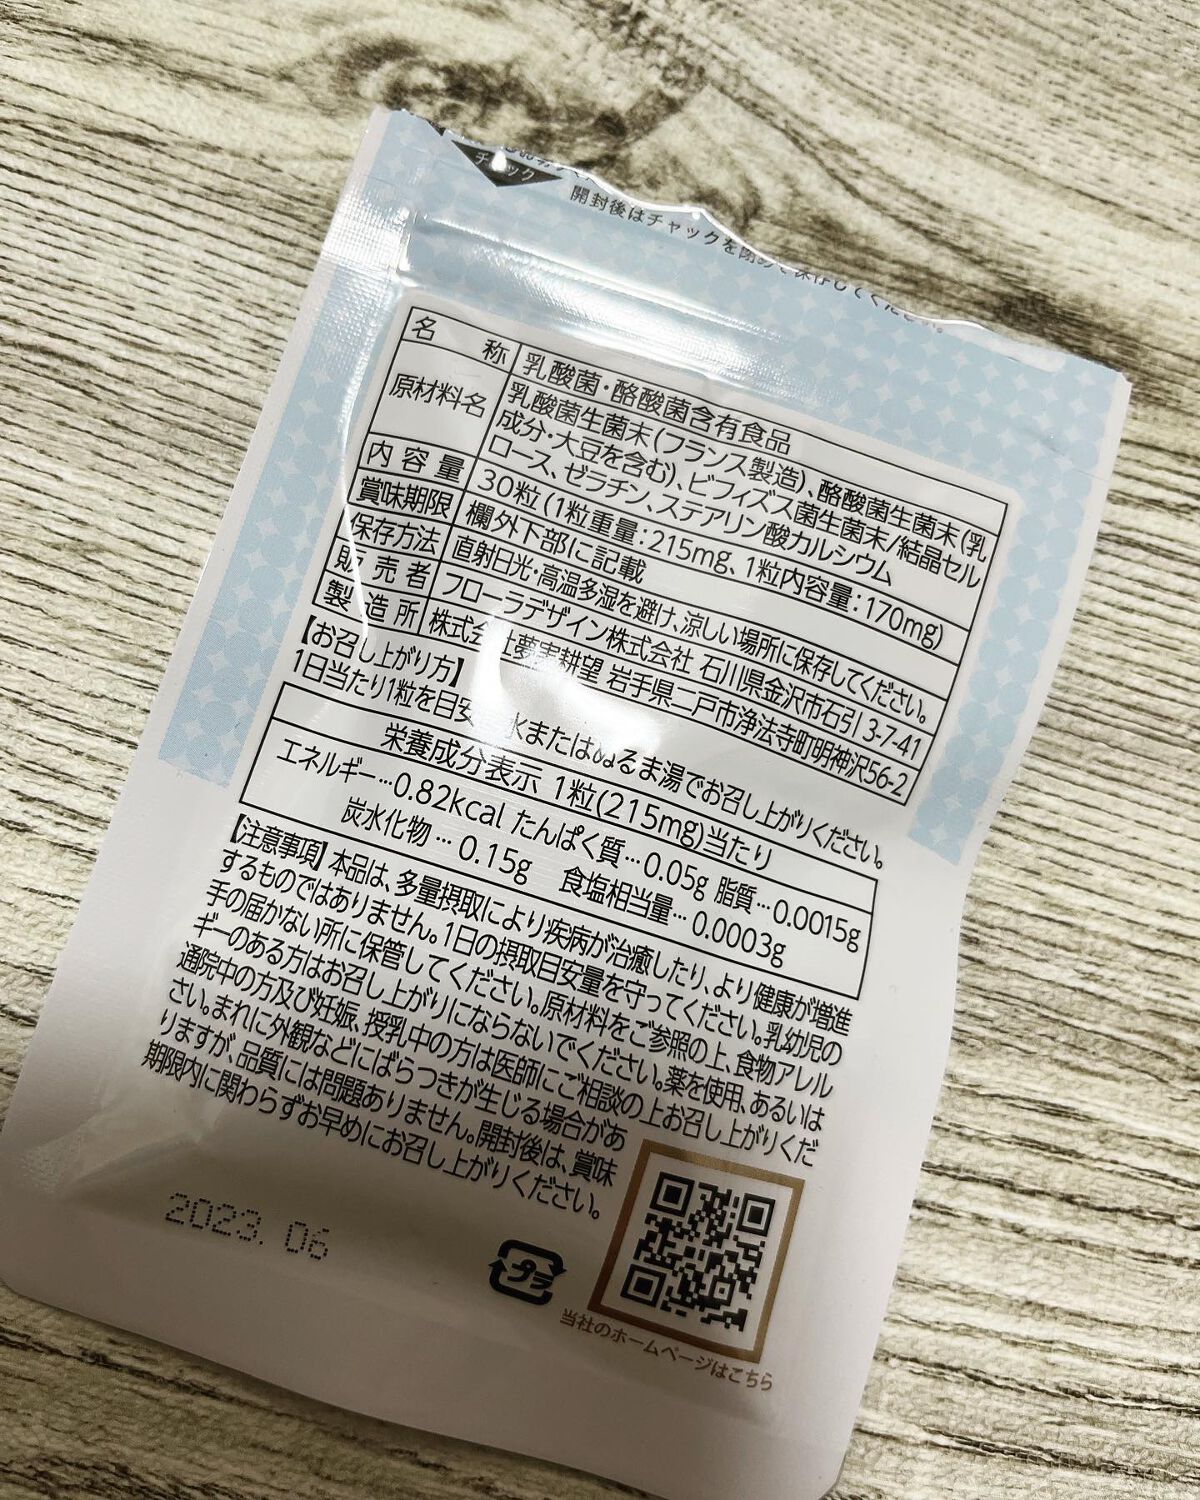 チャック
開封後はチャックを閉めて保存してください。
名 称 乳酸菌・酪酸菌含有食品
原材料名 乳酸菌生菌末(フランス製造)、酪酸菌生菌末(乳
成分・大豆を含む)、ビフィズス菌生菌末/結晶セル
ロース、ゼラチン、ステアリン酸カルシウム
内容量 30粒(1粒重量:215mg、1粒内容量:170mg)
賞味期限 欄外下部に記載
保存方法 直射日光・高温多湿を避け、涼しい場所に保存してください。
販売者 フローラデザイン株式会社 石川県金沢市石引3-7-41
製造所 株式会社夢実耕望 岩手県二戸市浄法寺町明神沢56-2
【お召し上がり方】
1日当たり1粒を目安 水またはぬるま湯でお召し上がりください。
栄養成分表示 1粒(215mg)当たり
エネルギー…0.82kcal たんぱく質…0.05g 脂質…0.0015g
炭水化物…0.15g 食塩相当量…0.0003g
【注意事項】本品は、多量摂取により疾病が治癒したり、より健康が増進
するものではありません。1日の摂取目安量を守ってください。乳幼児の
手の届かない所に保管してください。原材料をご参照の上、食物アレル
ギーのある方はお召し上がりにならないでください。薬を使用、あるいは
通院中の方及び妊娠、授乳中の方は医師にご相談の上お召し上がりくだ
さい。まれに外観などにばらつきが生じる場合があ
りますが、品質には問題ありません。開封後は、賞味
期限内に関わらずお早めにお召し上がりください。
2023. 06
プラ
当社のホームページはこちら